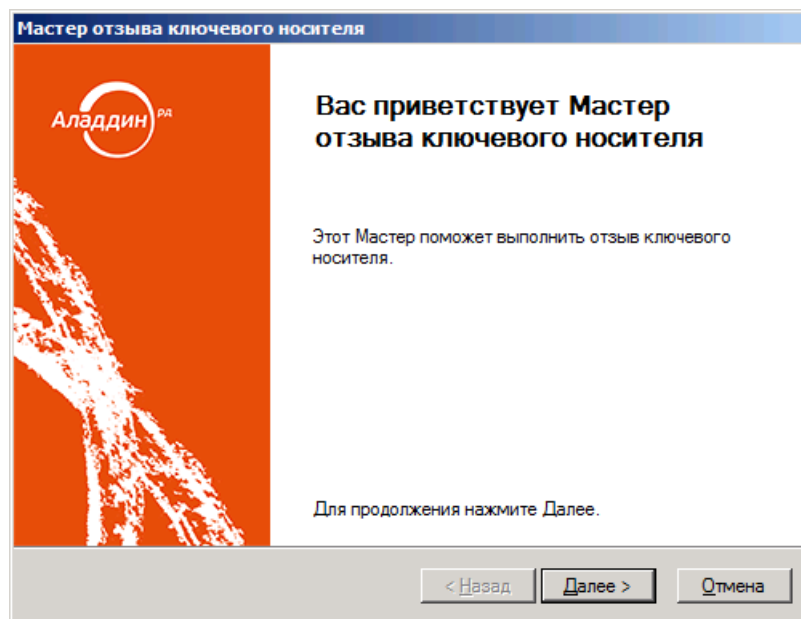 Мастер отзыва ключевого носителя
Аладдин РД
Вас приветствует Мастер
отзыва ключевого носителя
Этот Мастер поможет выполнить отзыв ключевого
носителя.
Для продолжения нажмите Далее.
< Назад
Далее >
Отмена